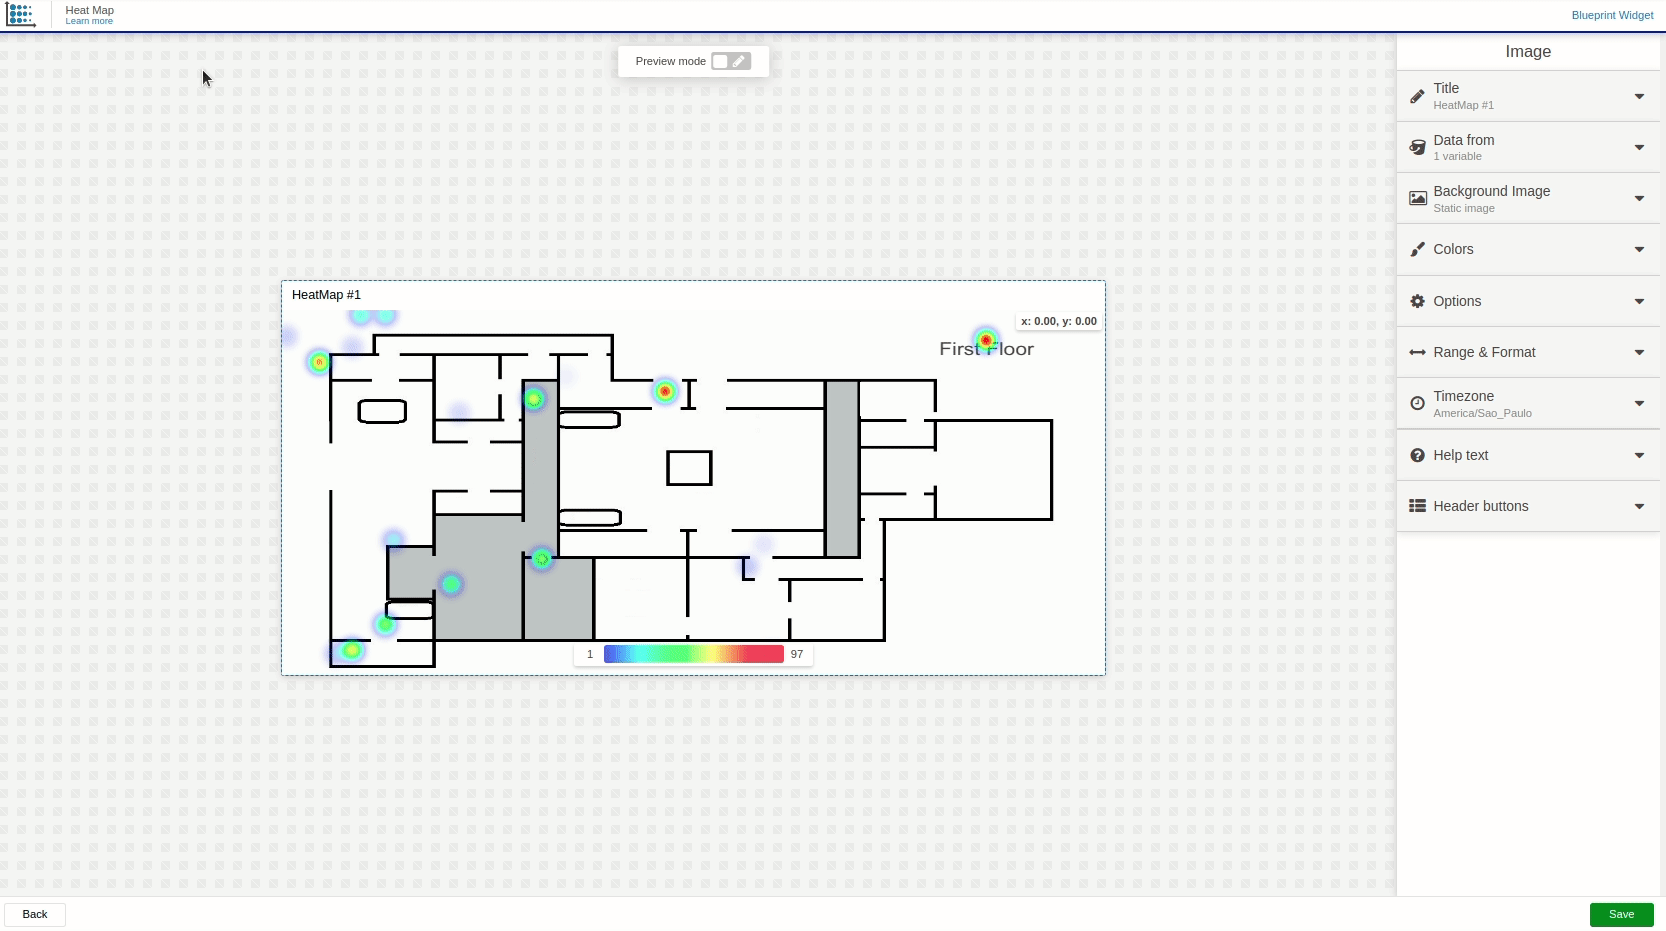 Heat Map
Learn more
Blueprint Widget
Preview mode
Image
Title
HeatMap #1
Data from
1 variable
Background Image
Static image
Colors
Options
Range & Format
Timezone
America/Sao_Paulo
Help text
Header buttons
HeatMap #1
x: 0.00, y: 0.00
First Floor
1
97
Back
Save